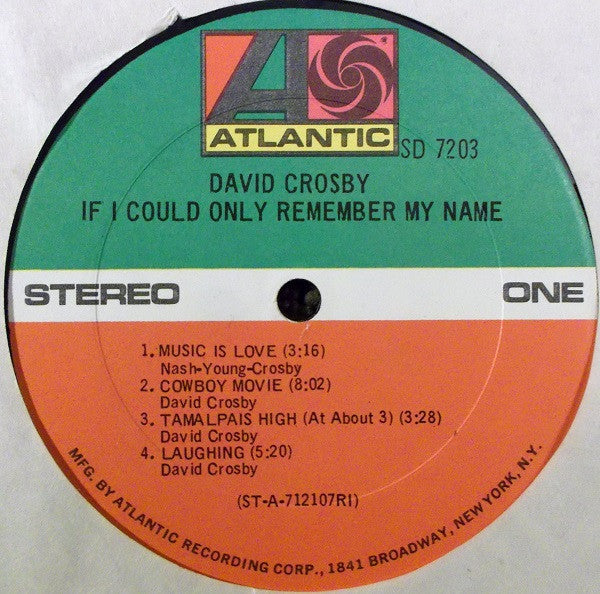 ATLANTIC
SD 7203
DAVID CROSBY
IF I COULD ONLY REMEMBER MY NAME
STEREO
ONE
1. MUSIC IS LOVE (3:16)
Nash-Young-Crosby
2. COWBOY MOVIE (8:02)
David Crosby
3. TAMALPAIS HIGH (At About 3) (3:28)
David Crosby
4. LAUGHING (5:20)
David Crosby
(ST-A-712107RI)
MFG. BY ATLANTIC RECORDING CORP., 1841 BROADWAY, NEW YORK, N.Y.